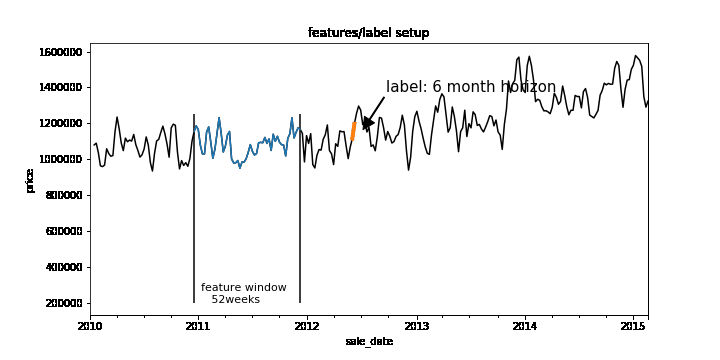 features/label setup
1600000
1400000
1200000
1000000
800000
600000
400000
200000
price
label: 6 month horizon
feature window
52weeks
2010 2011 2012 2013 2014 2015
sale_date